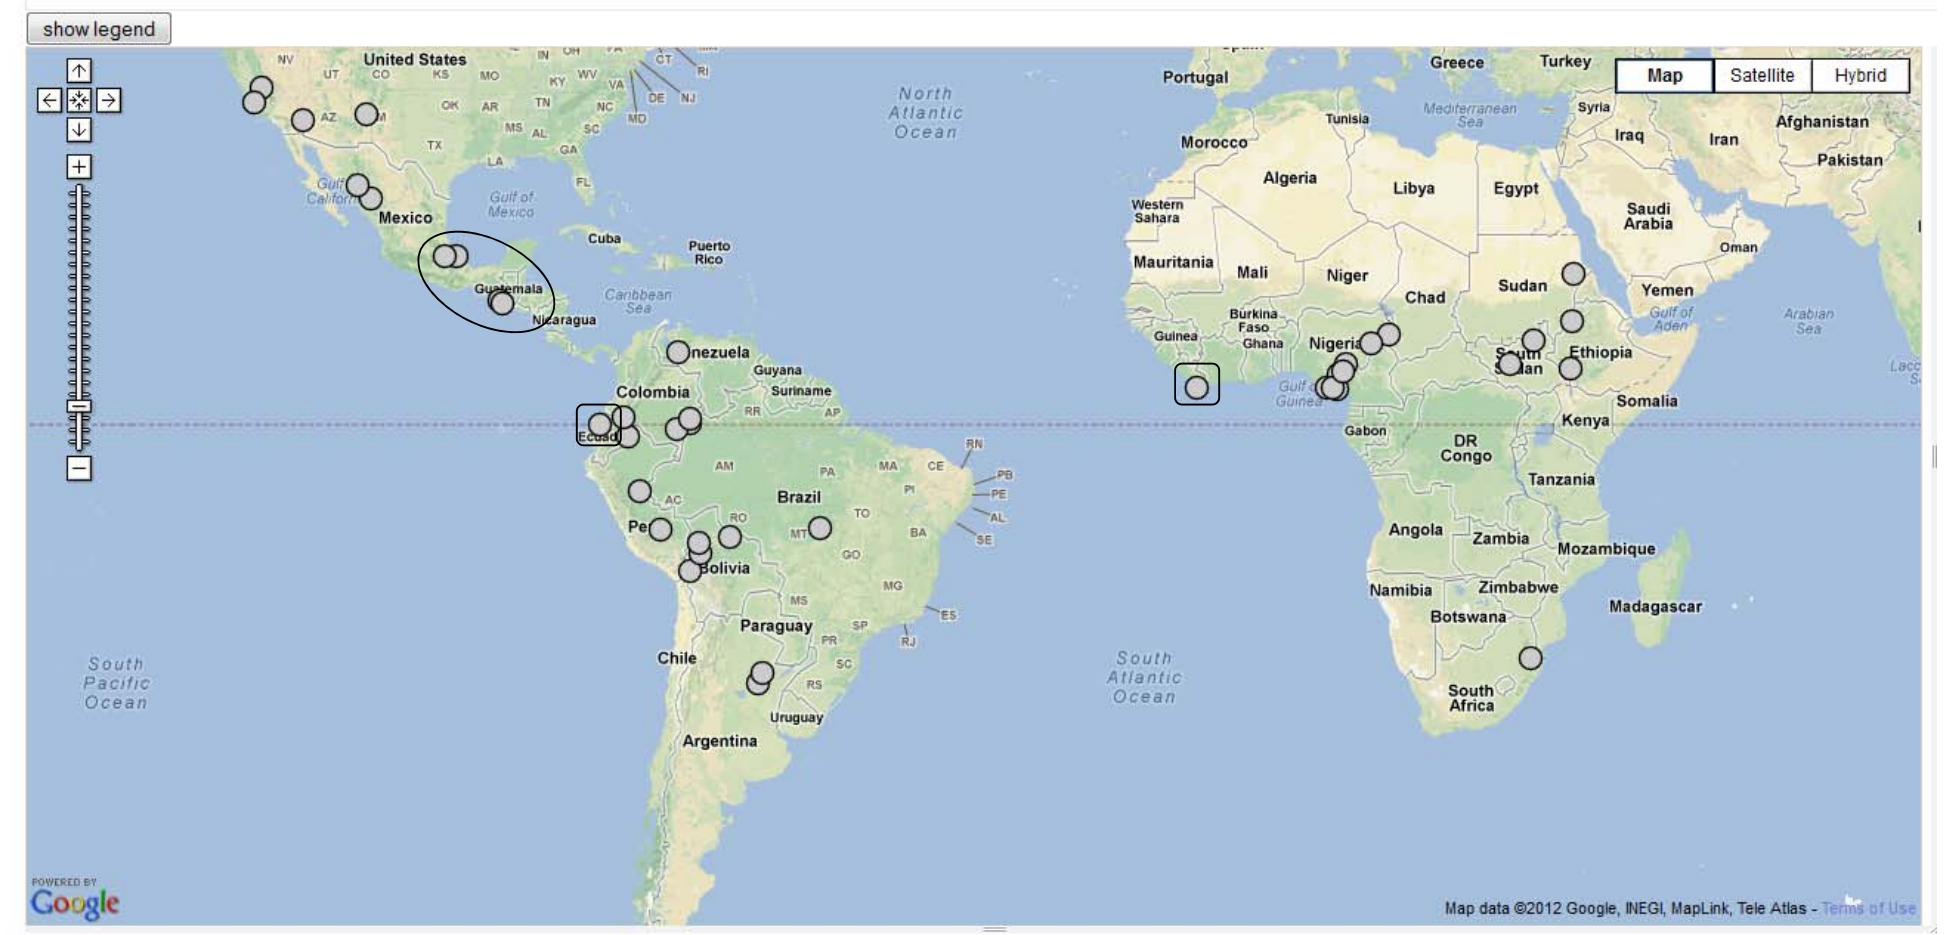 show legend
NV
UT
CO
United States
KS
MO
IN
OH
KY
WV
VA
CT
RI
DE
NJ
MD
AZ
OK
AR
TN
NC
MS
AL
SC
TX
LA
GA
FL
Gulf of
Mexico
Mexico
Cuba
Puerto
Rico
Guatemala
Caribbean
Sea
Nicaragua
North
Atlantic
Ocean
Portugal
Greece
Turkey
Map
Satellite
Hybrid
Mediterranean
Sea
Syria
Tunisia
Afghanistan
Morocco
Iraq
Iran
Pakistan
Algeria
Libya
Egypt
Western
Sahara
Saudi
Arabia
Oman
Mauritania
Mali
Niger
Chad
Sudan
Yemen
Gulf of
Aden
Arabian
Sea
Burkina
Faso
Guinea
Ghana
Nigeria
Ethiopia
Somalia
Kenya
Gabon
DR
Congo
Tanzania
Angola
Zambia
Mozambique
Namibia
Zimbabwe
Botswana
Madagascar
South
Africa
Guyana
Colombia
Suriname
RR
AP
RN
AM
PA
MA
CE
PB
PI
PE
AC
Brazil
AL
TO
RO
MT
BA
SE
GO
Bolivia
MG
MS
ES
Paraguay
SP
RJ
PR
Chile
SC
RS
Uruguay
Argentina
South
Pacific
Ocean
South
Atlantic
Ocean
POWERED BY
Google
Map data ©2012 Google, INEGI, MapLink, Tele Atlas - Terms of Use